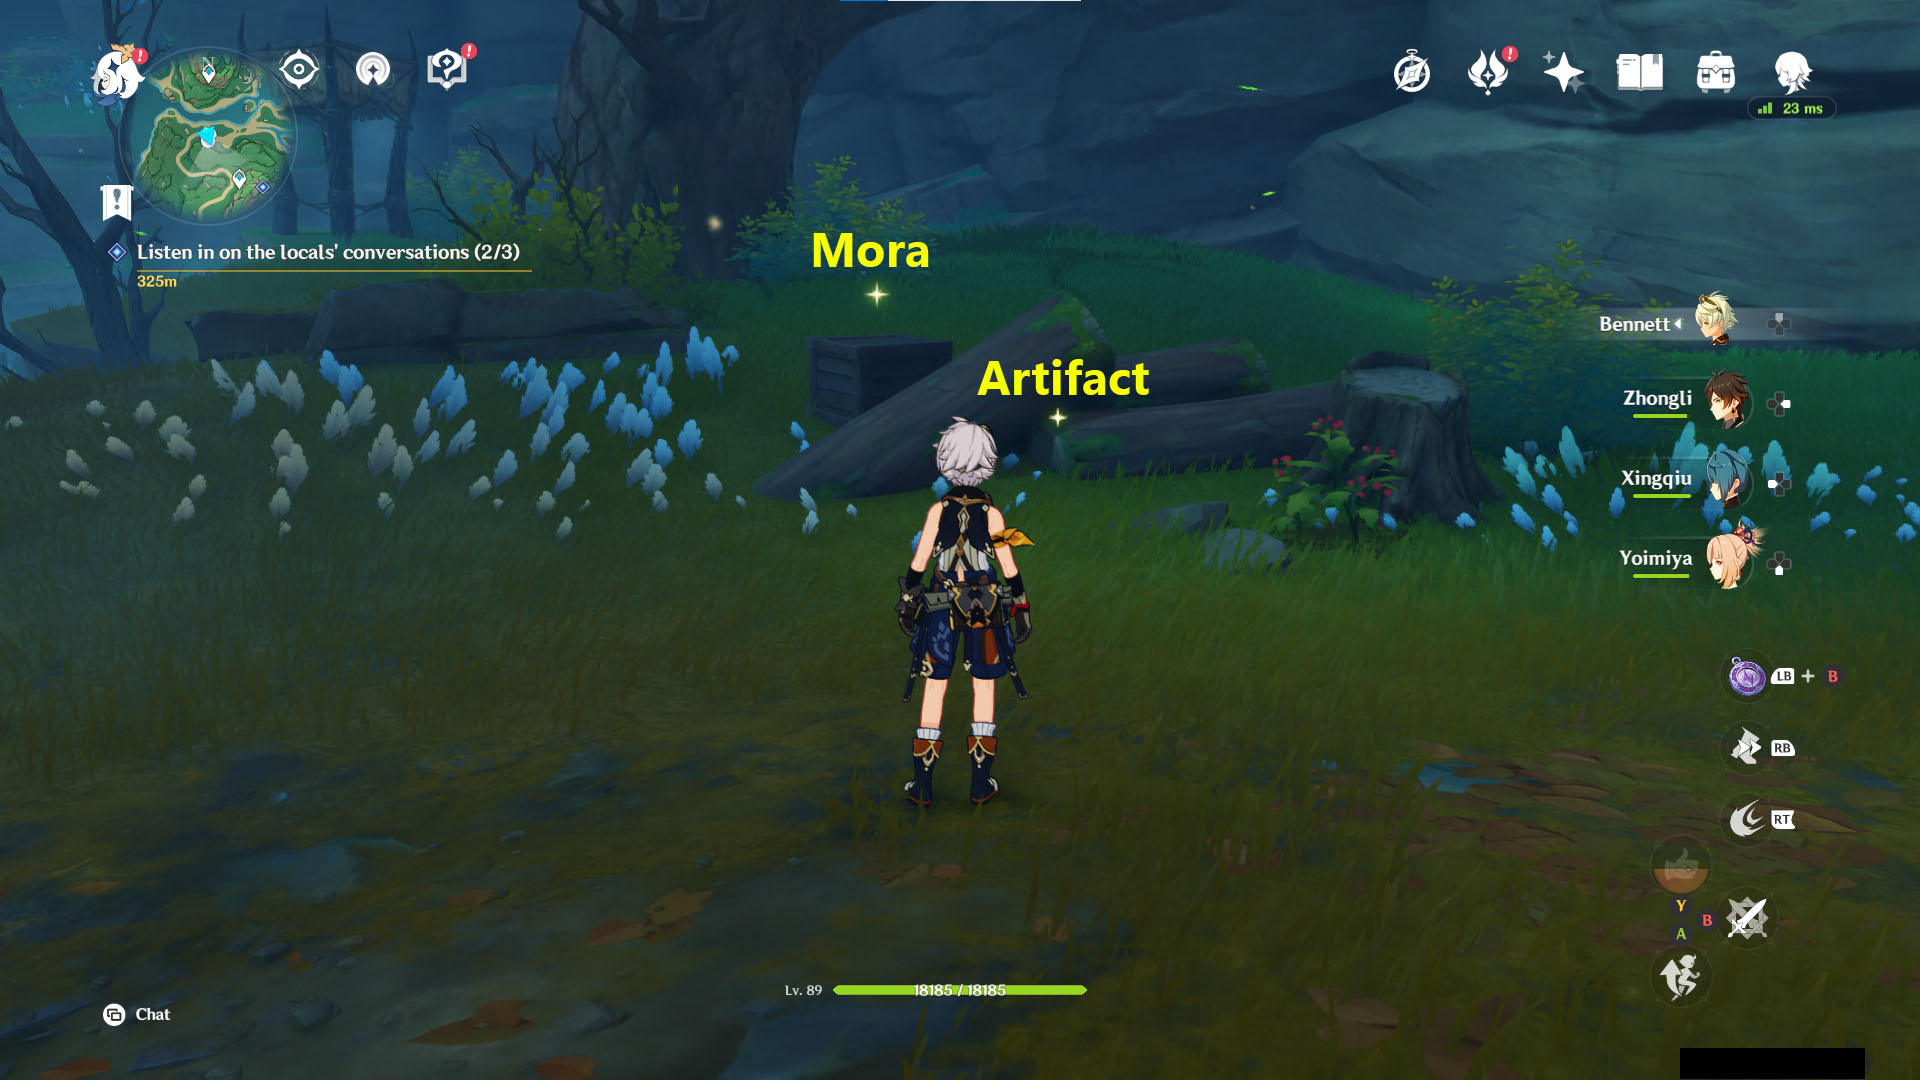 N
23 ms
Listen in on the locals' conversations (2/3)
325m
Mora
Artifact
Bennett
Zhongli
Xingqiu
Yoimiya
LB + B
RB
RT
Y
B
A
Lv. 89
18185 / 18185
Chat